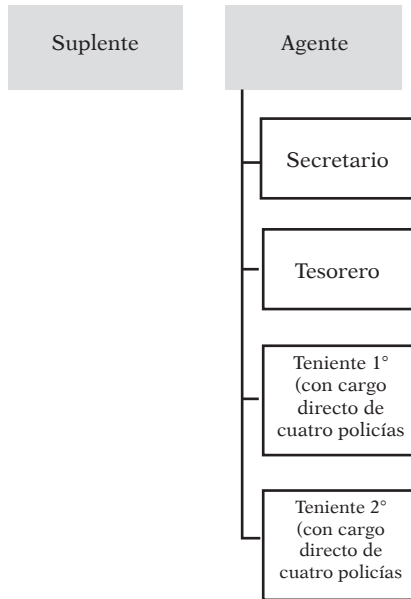 Suplente
Agente
Secretario
Tesorero
Teniente 1°
(con cargo
directo de
cuatro policías
Teniente 2°
(con cargo
directo de
cuatro policías